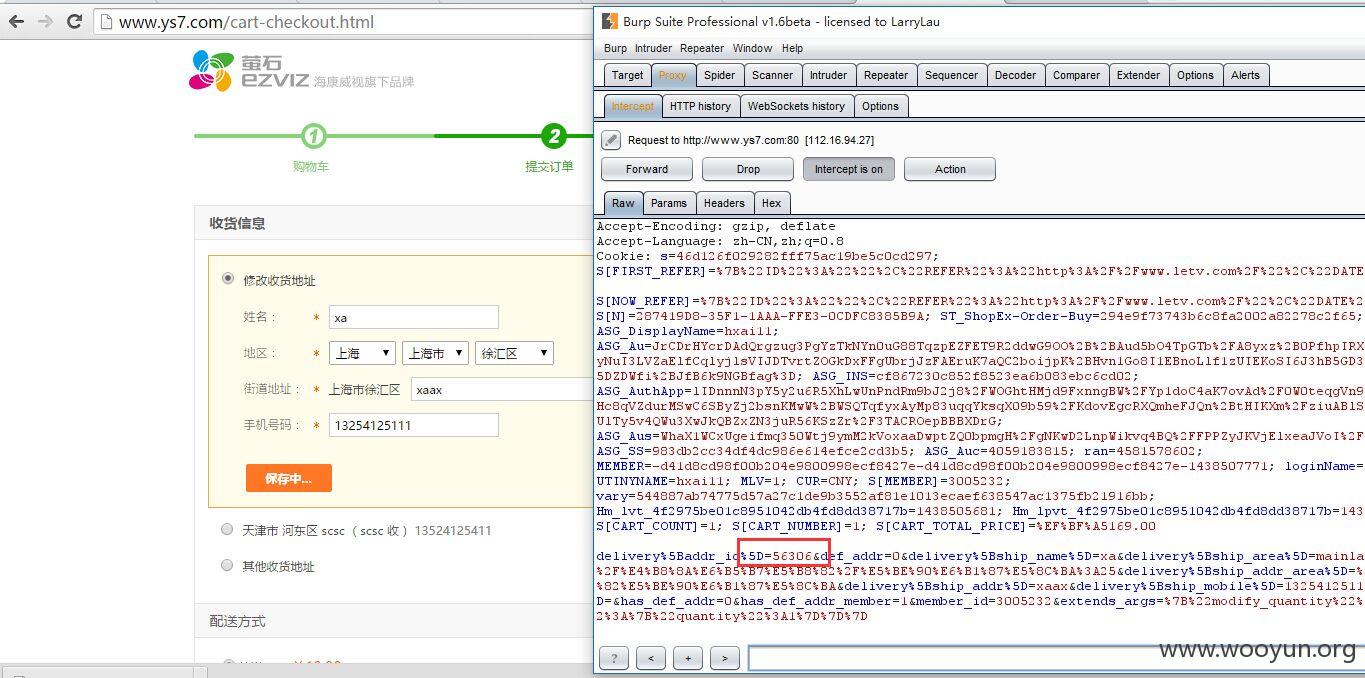 www.ys7.com/cart-checkout.html
萤石
ezviz 海康威视旗下品牌
1
购物车
2
提交订单
收货信息
修改收货地址
姓名： * xa
地区： * 上海 上海市 徐汇区
街道地址： * 上海市徐汇区 xaax
手机号码： * 13254125111
保存中...
天津市 河东区 scsc （ scsc 收 ） 13524125411
其他收货地址
配送方式
Burp Suite Professional v1.6beta - licensed to LarryLau
Burp Intruder Repeater Window Help
Target Proxy Spider Scanner Intruder Repeater Sequencer Decoder Comparer Extender Options Alerts
Intercept HTTP history WebSockets history Options
Request to http://www.ys7.com:80 [112.16.94.27]
Forward Drop Intercept is on Action
Raw Params Headers Hex
Accept-Encoding: gzip, deflate
Accept-Language: zh-CN,zh;q=0.8
Cookie: s=46d126f029282fff75ac19be5c0cd297;
S[FIRST_REFER]=%7B%22ID%22%3A%22%22%2C%22REFER%22%3A%22http%3A%2F%2Fwww.letv.com%2F%22%2C%22DATE
S[NOW_REFER]=%7B%22ID%22%3A%22%22%2C%22REFER%22%3A%22http%3A%2F%2Fwww.letv.com%2F%22%2C%22DATE%2
S[N]=287419D8-35F1-1AAA-FFE3-0CDFC8385B9A; ST_ShopEx-Order-Buy=294e9f73743b6c8fa2002a82278c2f65;
ASG_DisplayName=hxai11;
ASG_Au=JrCDrHYcrDAdQrgzug3PgYzTkNYn0uG88TqzpEZFET9R2ddwG9OO%2B%2BAud5bO4TpGTb%2FA8yxz%2B0PfhpIRX
yNuI3LVZaElfCqlyjlsVIJDTvrtZOGkDxFFgUbrjJzFAEruK7aQC2boijpK%2BHvn1Go8I1EBnoLlf1zUIEKoSI6J3hB5GD3
5DZDWfi%2BJfB6k9NGBfag%3D; ASG_INS=cf867230c852f8523ea6b083ebc6cd02;
ASG_AuthApp=1IDnnnN3pY5y2u6R5XhLwUnPndRm9bJ2j8%2FWOGhtHMjd9FxnngBW%2FYp1doC4aK7ovAd%2F0W0teqgVn9
Hc8qVZdurMSwC6SByZj2bsnKMwW%2BWSQTqfyxAyMp83uqqYksqX09b59%2FKdovEgcRXQmheFJQn%2BtHIKXm%2FziuABlS
UlTy5v4QWu3XwJkQBZxZN3juR56KSzZr%2F3TACROepBBBXDrG;
ASG_Aus=WhaX1WCxUgeifmq350Wtj9ymM2kVoxaaDwptZQ0bpmgH%2FgNKwD2LnpWikvq4BQ%2FFPPZyJKVjElxeaJVoI%2F
ASG_SS=983db2cc34df4dc986e614efce2cd3b5; ASG_Auc=4059183815; ran=4581578602;
MEMBER=-d41d8cd98f00b204e9800998ecf8427e-d41d8cd98f00b204e9800998ecf8427e-1438507771; loginName=
UTINYNAME=hxai11; MLV=1; CUR=CNY; S[MEMBER]=3005232;
vary=544887ab74775d57a27c1de9b3552af81e1013ecaef638547ac1375fb21916bb;
Hm_lvt_4f2975be01c8951042db4fd8dd38717b=1438505681; Hm_lpvt_4f2975be01c8951042db4fd8dd38717b=143
S[CART_COUNT]=1; S[CART_NUMBER]=1; S[CART_TOTAL_PRICE]=%EF%BF%A5169.00
delivery%5Baddr_id%5D=56306&def_addr=0&delivery%5Bship_name%5D=xa&delivery%5Bship_area%5D=mainla
%2F%E4%B8%8A%E6%B5%B7%E5%B8%82%2F%E5%BE%90%E6%B1%87%E5%8C%BA%3A25&delivery%5Bship_addr_area%5D=%
%82%E5%BE%90%E6%B1%87%E5%8C%BA&delivery%5Bship_addr%5D=xaax&delivery%5Bship_mobile%5D=1325412511
D=&has_def_addr=0&has_def_addr_member=1&member_id=3005232&extends_args=%7B%22modify_quantity%22%
2%3A%7B%22quantity%22%3A1%7D%7D%7D
? < + >
www.wooyun.org